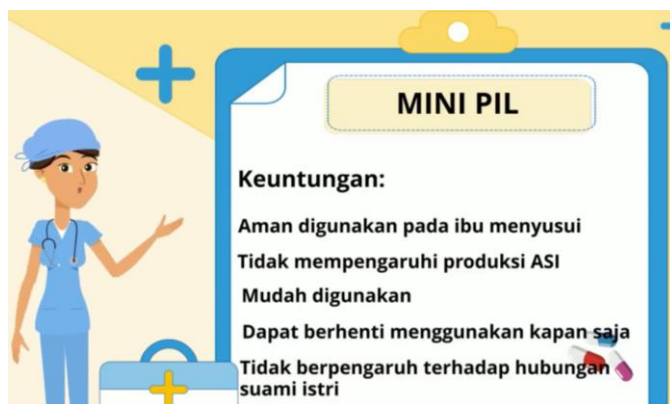 MINI PIL
Keuntungan:
Aman digunakan pada ibu menyusui
Tidak mempengaruhi produksi ASI
Mudah digunakan
Dapat berhenti menggunakan kapan saja
Tidak berpengaruh terhadap hubungan
suami istri